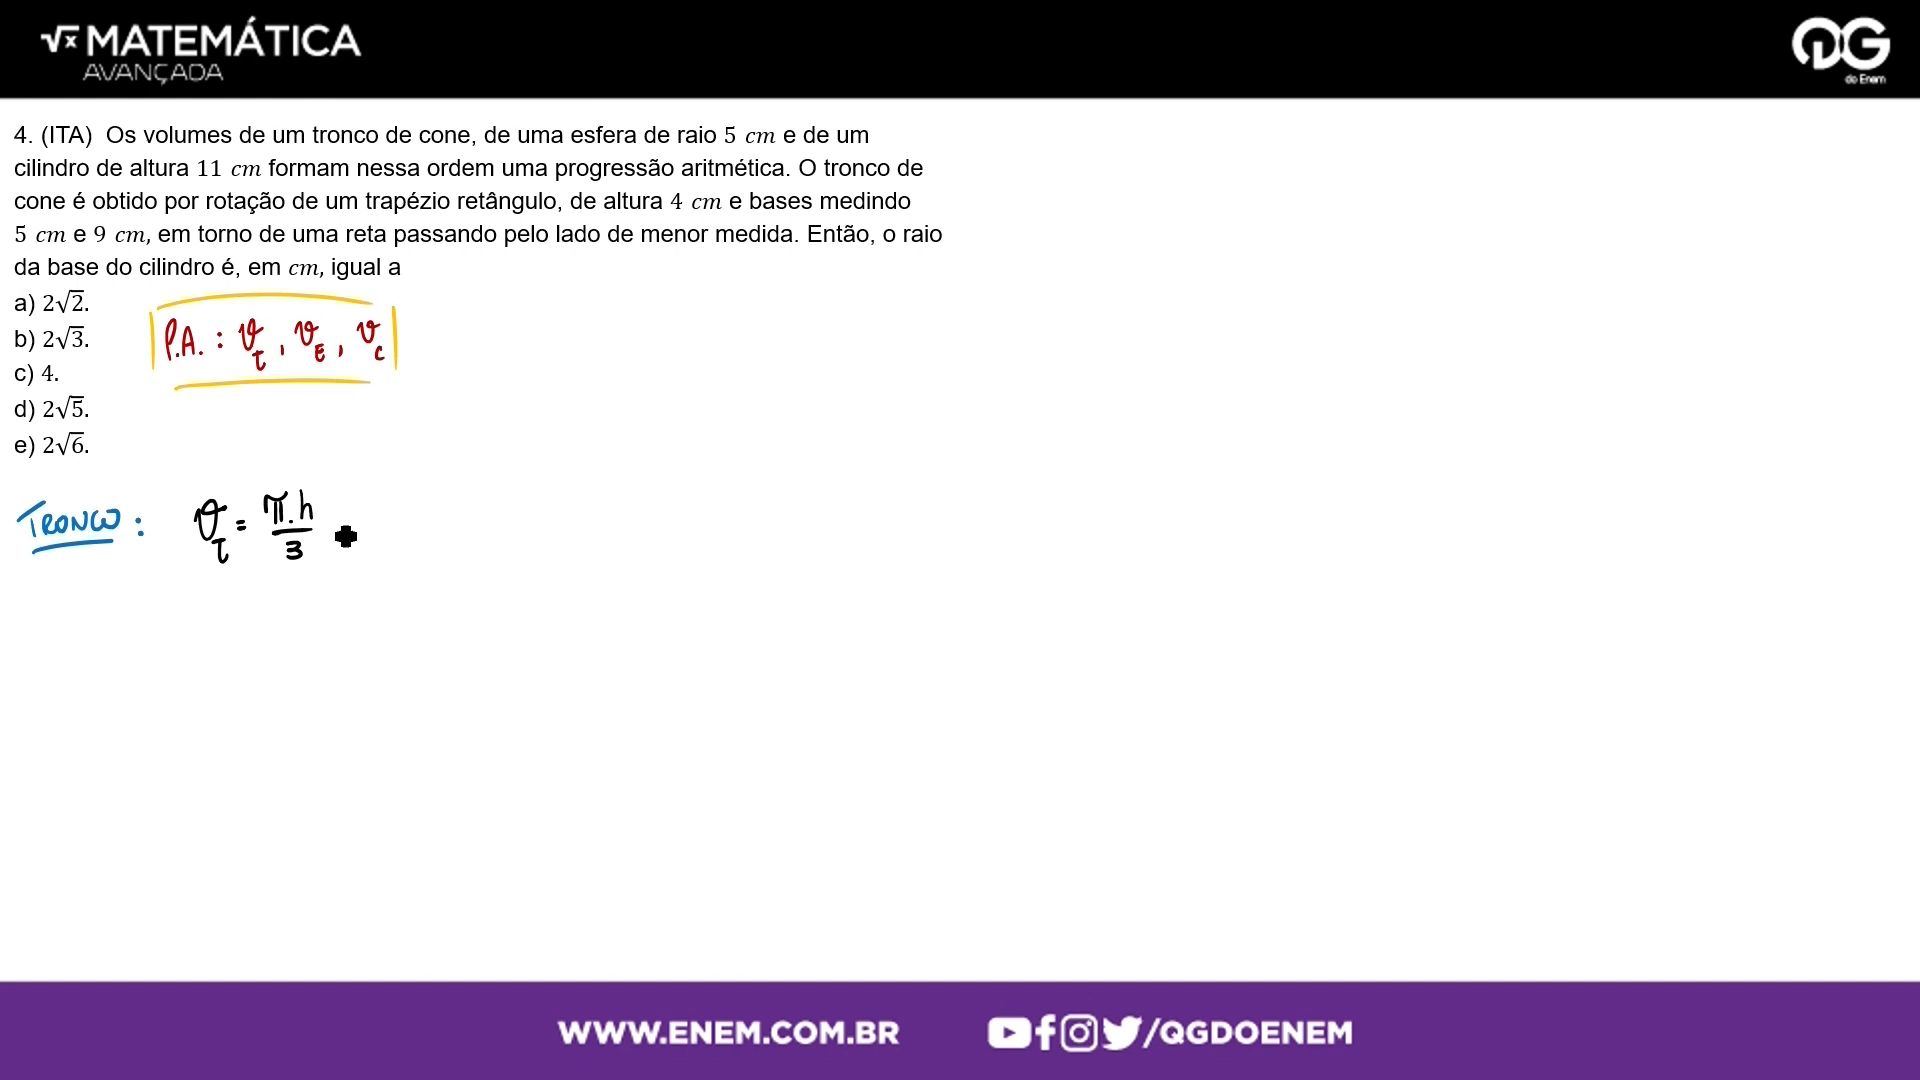 √x MATEMÁTICA
AVANÇADA
QG
do Enem
4. (ITA) Os volumes de um tronco de cone, de uma esfera de raio 5 cm e de um
cilindro de altura 11 cm formam nessa ordem uma progressão aritmética. O tronco de
cone é obtido por rotação de um trapézio retângulo, de altura 4 cm e bases medindo
5 cm e 9 cm, em torno de uma reta passando pelo lado de menor medida. Então, o raio
da base do cilindro é, em cm, igual a
a) 2√2.
b) 2√3.
c) 4.
d) 2√5.
e) 2√6.
P.A. : V_t , V_E , V_C
TRONCO : V_t = π.h/3
WWW.ENEM.COM.BR
/QGDOENEM